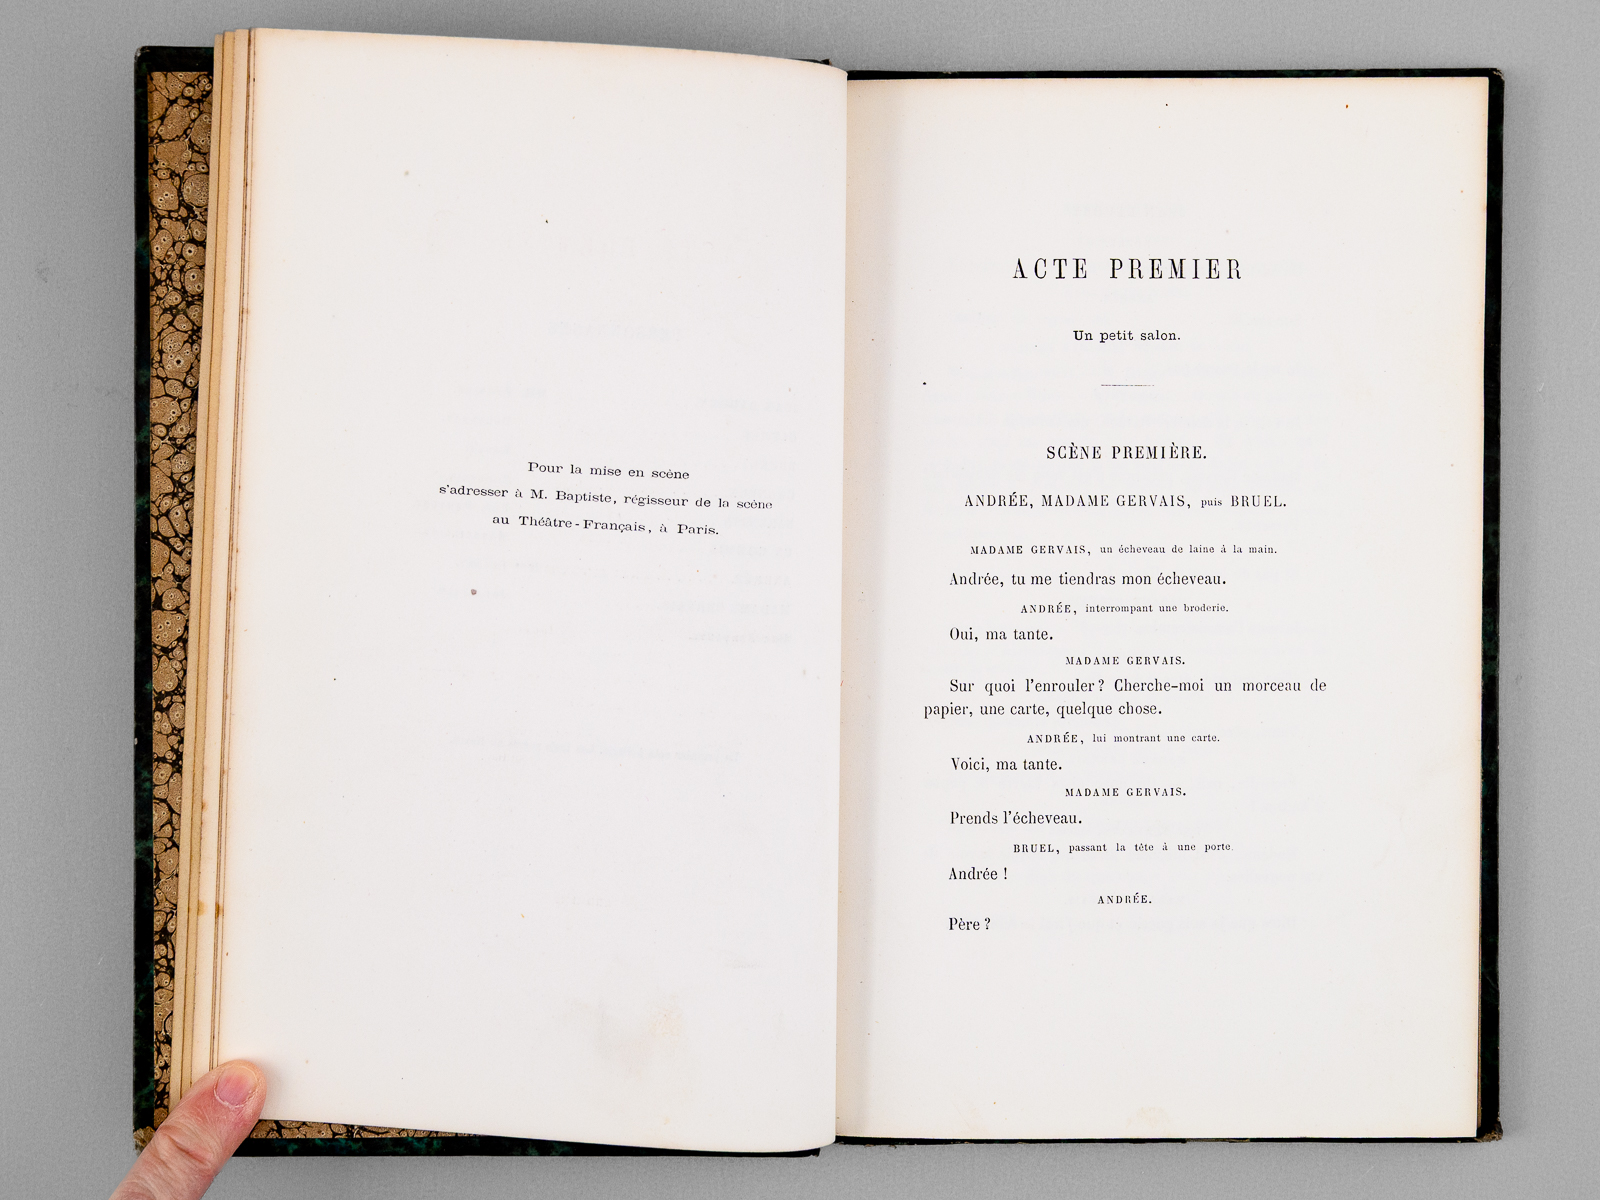 Pour la mise en scène
s'adresser à M. Baptiste, régisseur de la scène
au Théâtre-Français, à Paris.
ACTE PREMIER
Un petit salon.
SCÈNE PREMIÈRE.
ANDRÉE, MADAME GERVAIS, puis BRUEL.
MADAME GERVAIS, un écheveau de laine à la main.
Andrée, tu me tiendras mon écheveau.
ANDRÉE, interrompant une broderie.
Oui, ma tante.
MADAME GERVAIS.
Sur quoi l'enrouler? Cherche-moi un morceau de
papier, une carte, quelque chose.
ANDRÉE, lui montrant une carte.
Voici, ma tante.
MADAME GERVAIS.
Prends l'écheveau.
BRUEL, passant la tête à une porte.
Andrée !
ANDRÉE.
Père ?